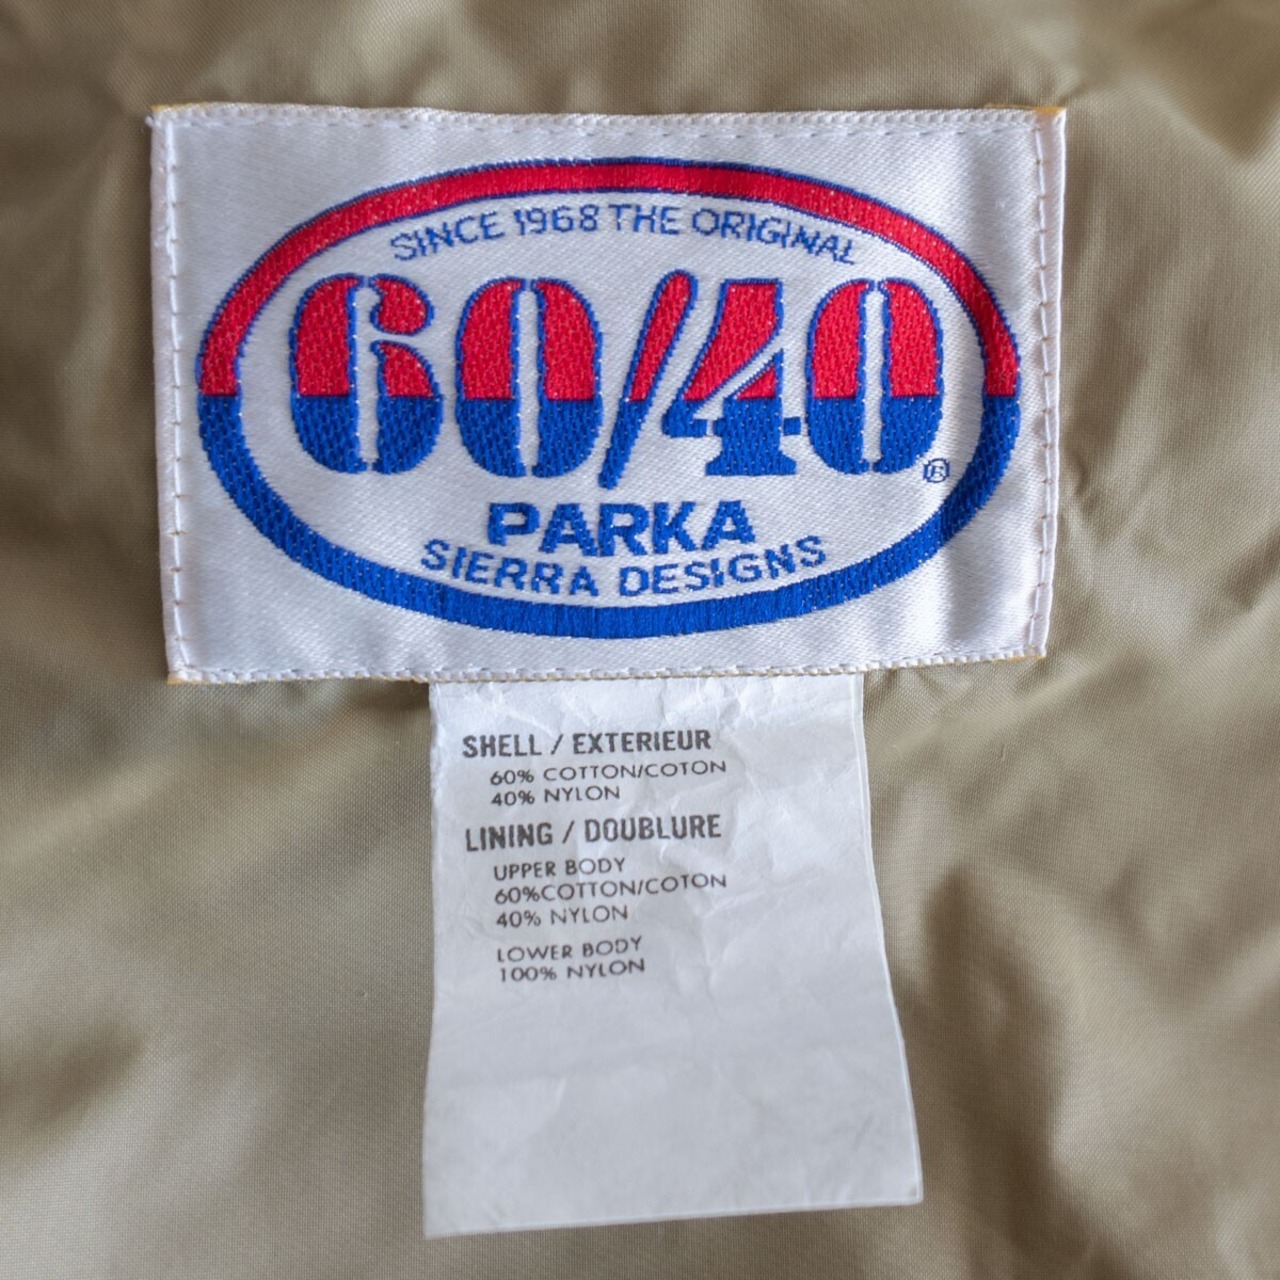 SINCE 1968 THE ORIGINAL
60/40®
PARKA
SIERRA DESIGNS
SHELL / EXTERIEUR
60% COTTON/COTON
40% NYLON
LINING / DOUBLURE
UPPER BODY
60%COTTON/COTON
40% NYLON
LOWER BODY
100% NYLON